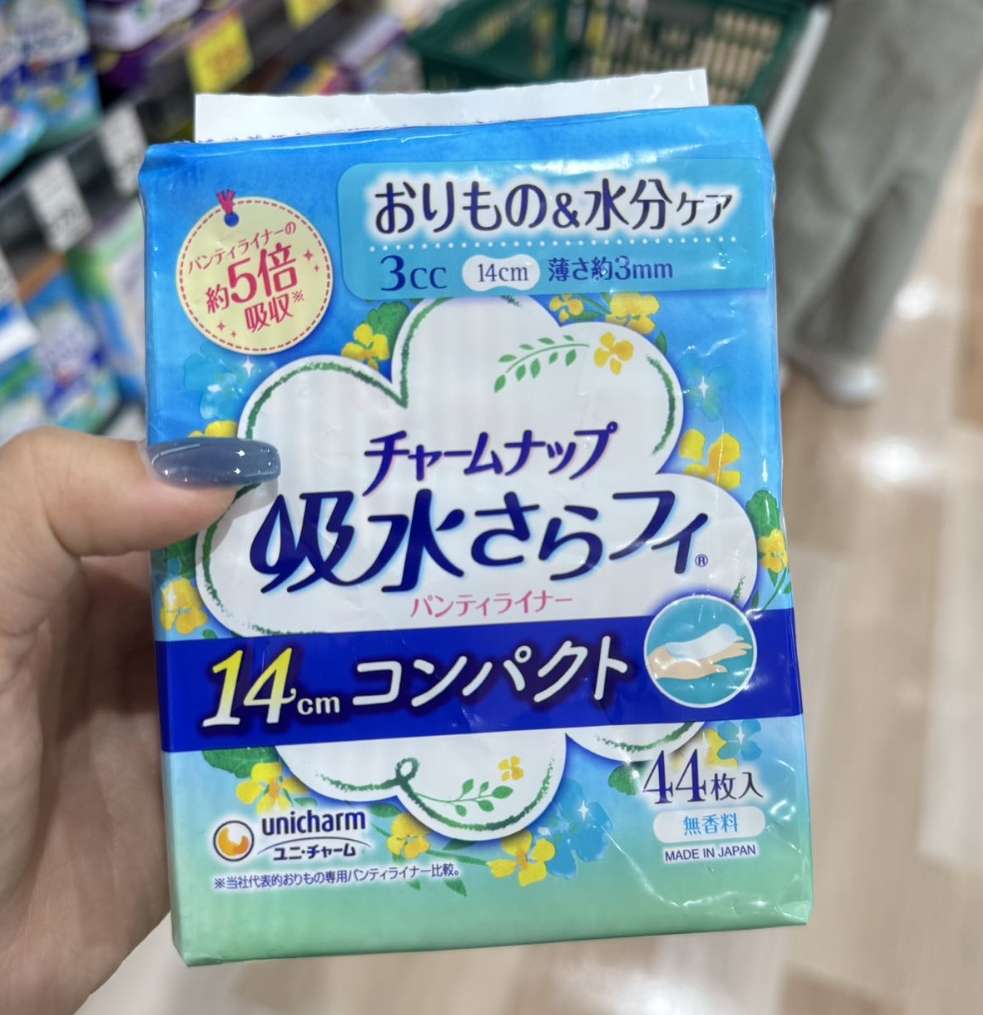 おりもの&水分ケア
3cc 14cm 薄さ約3mm
パンティライナーの
約5倍
吸収※
チャームナップ
吸水さらフィ®
パンティライナー
14cm コンパクト
44枚入
無香料
MADE IN JAPAN
unicharm
ユニ・チャーム
※当社代表的おりもの専用パンティライナー比較。